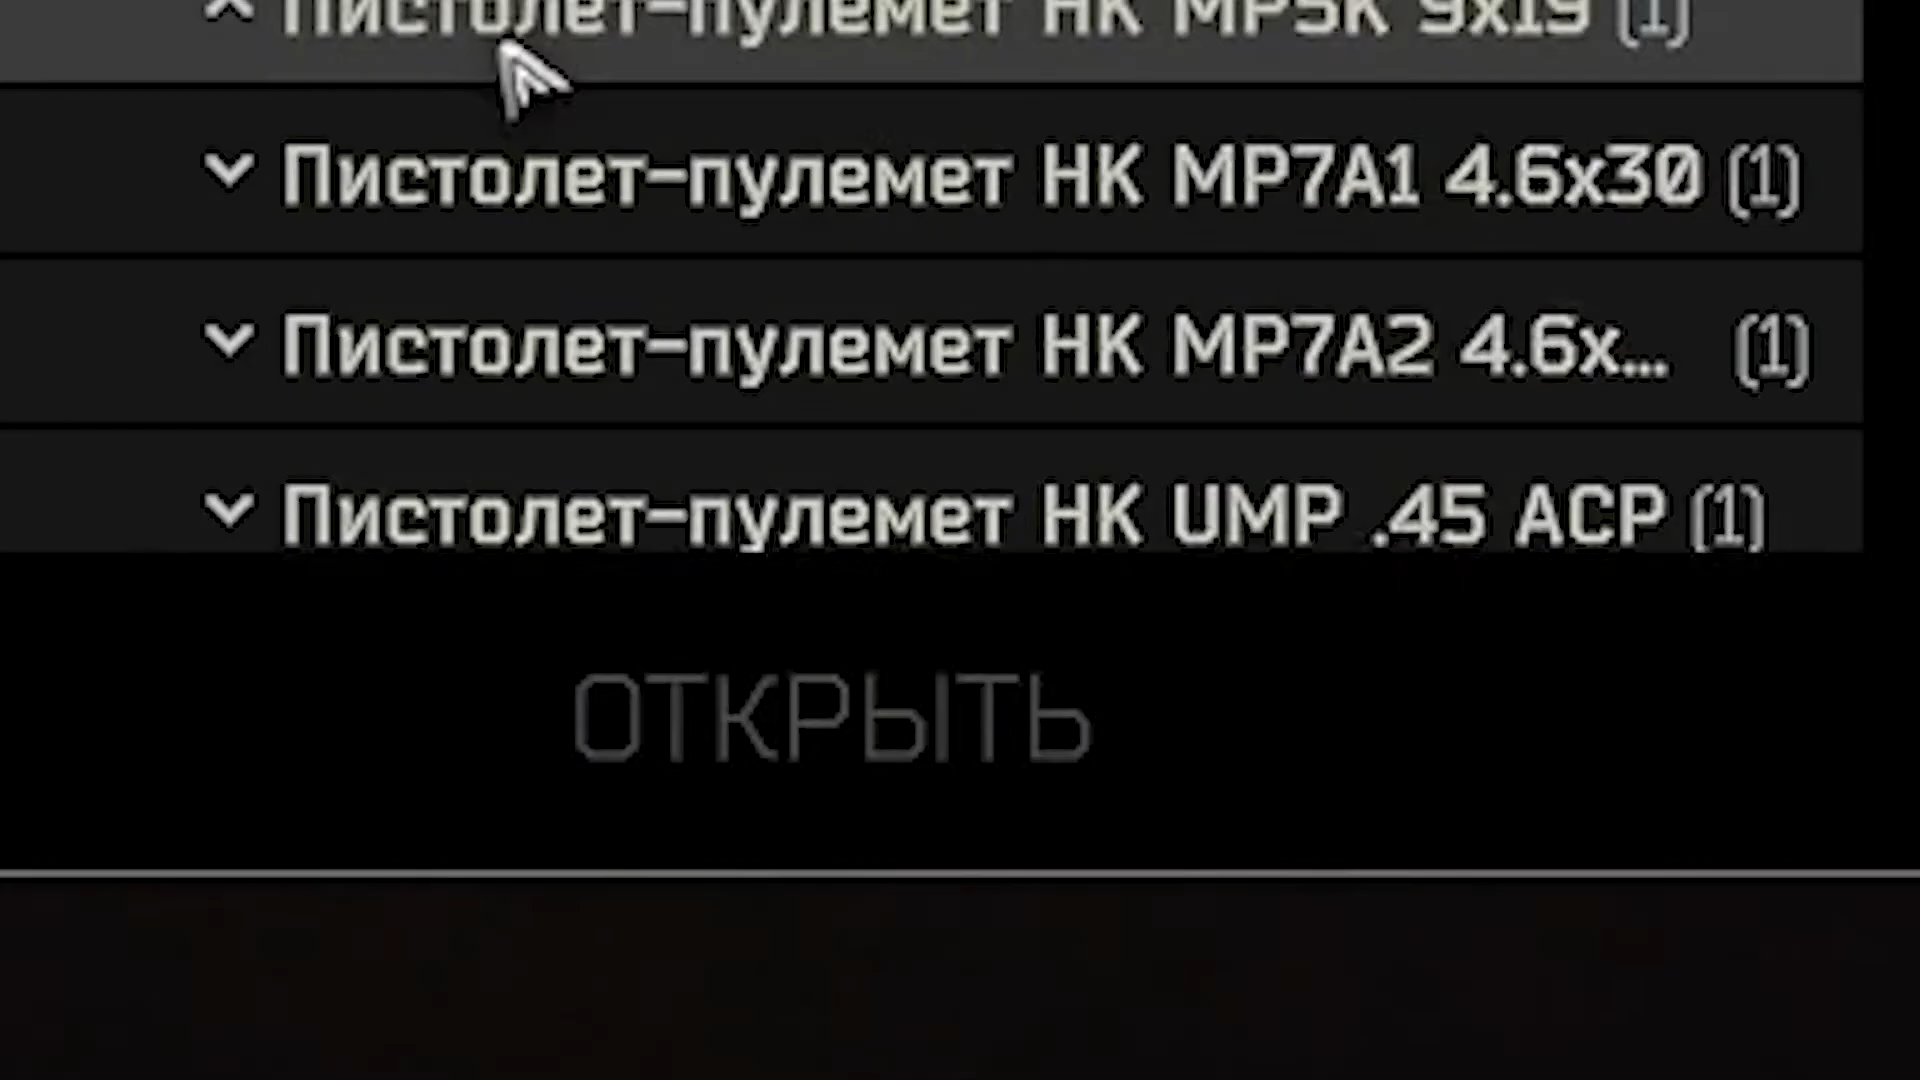 Пистолет-пулемет HK MP5K 9x19 (1)
Пистолет-пулемет HK MP7A1 4.6x30 (1)
Пистолет-пулемет HK MP7A2 4.6x... (1)
Пистолет-пулемет HK UMP .45 ACP (1)
ОТКРЫТЬ